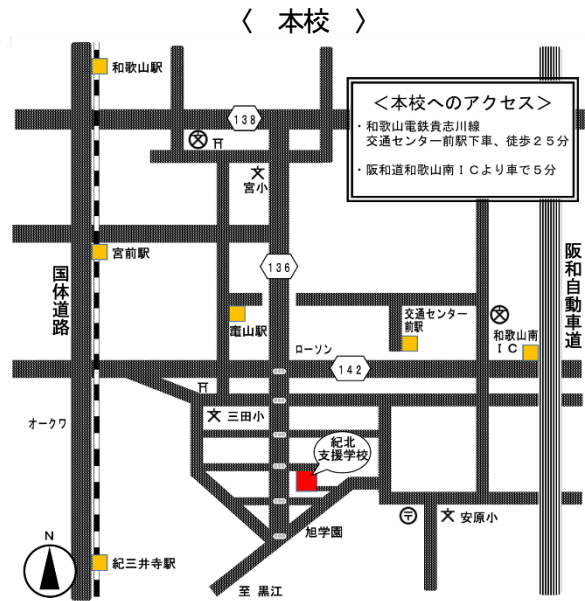 〈 本校 〉
和歌山駅
138
＜本校へのアクセス＞
・和歌山電鉄貴志川線
交通センター前駅下車、徒歩２５分
・阪和道和歌山南ＩＣより車で５分
宮小
国体道路
宮前駅
136
阪和自動車道
竈山駅
交通センター
前駅
和歌山南
ＩＣ
ローソン
142
オークワ
三田小
紀北
支援学校
旭学園
安原小
N
紀三井寺駅
至 黒江